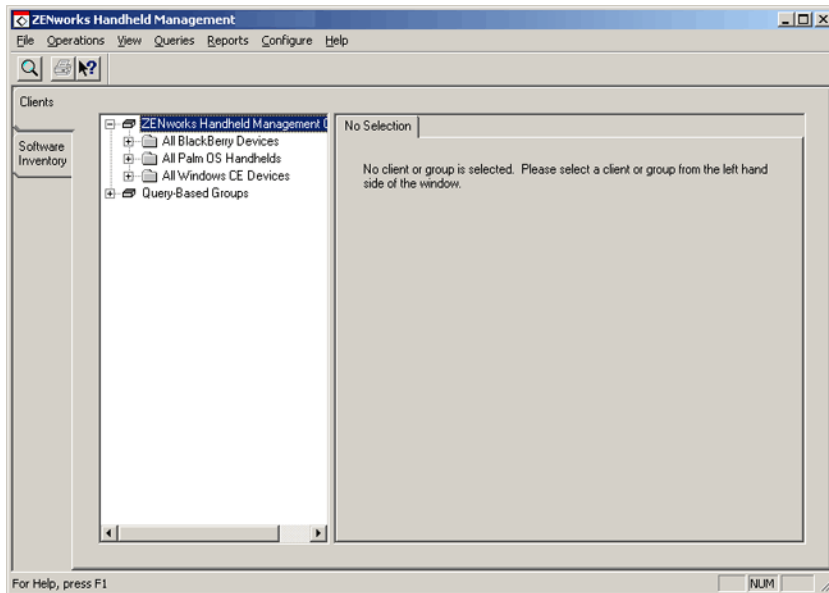 ZENworks Handheld Management
File Operations View Queries Reports Configure Help
Clients
Software
Inventory
ZENworks Handheld Management
All BlackBerry Devices
All Palm OS Handhelds
All Windows CE Devices
Query-Based Groups
No Selection
No client or group is selected. Please select a client or group from the left hand
side of the window.
For Help, press F1
NUM